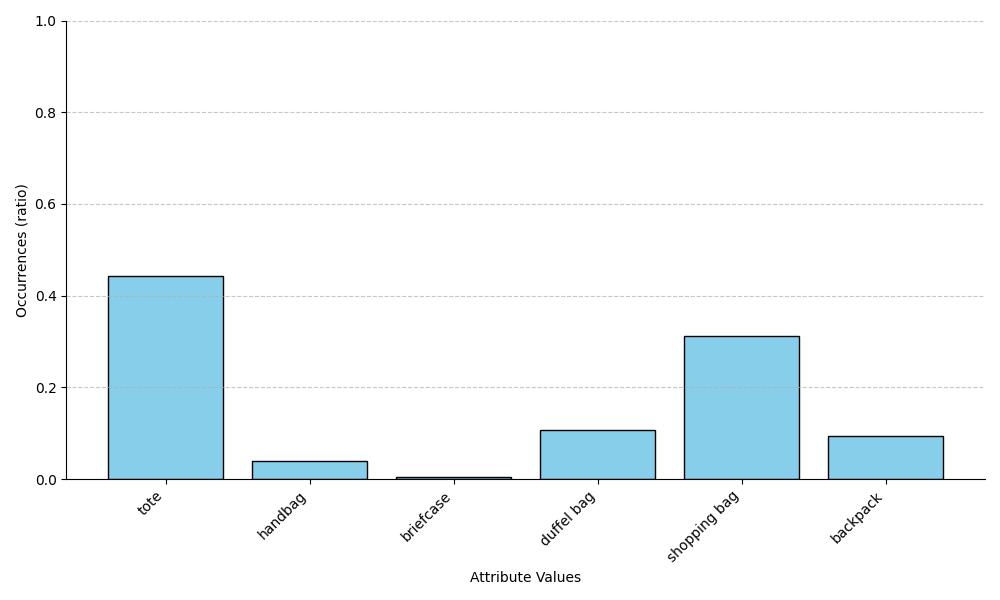 1.0
0.8
0.6
0.4
0.2
0.0
Occurrences (ratio)
tote
handbag
briefcase
duffel bag
shopping bag
backpack
Attribute Values